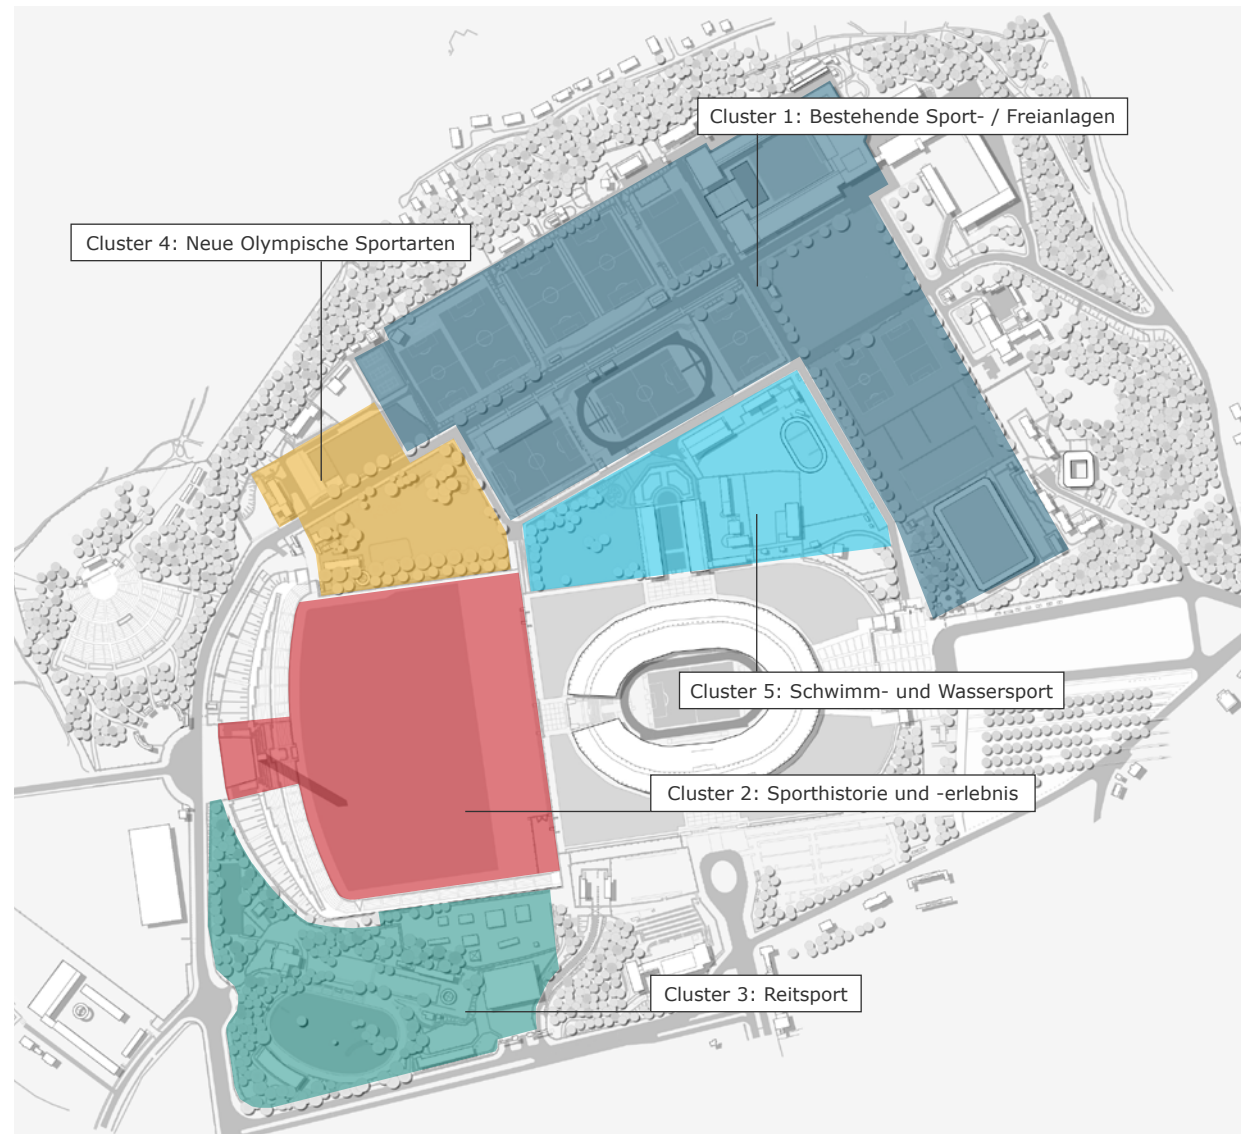 Cluster 1: Bestehende Sport- / Freianlagen
Cluster 4: Neue Olympische Sportarten
Cluster 5: Schwimm- und Wassersport
Cluster 2: Sporthistorie und -erlebnis
Cluster 3: Reitsport